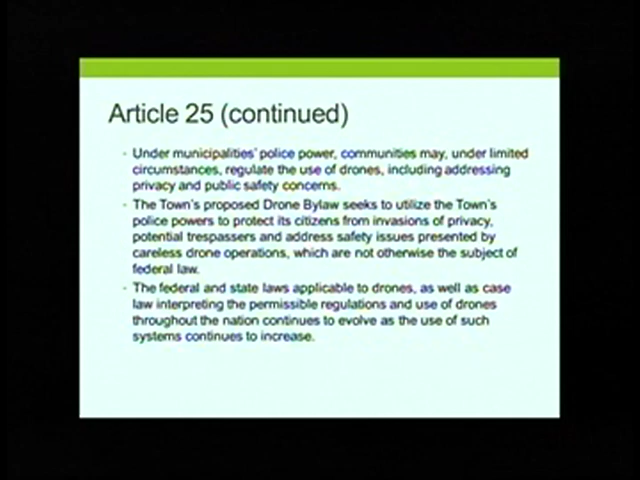 Article 25 (continued)
- Under municipalities' police power, communities may, under limited
circumstances, regulate the use of drones, including addressing
privacy and public safety concerns.
- The Town's proposed Drone Bylaw seeks to utilize the Town's
police powers to protect its citizens from invasions of privacy,
potential trespassers and address safety issues presented by
careless drone operations, which are not otherwise the subject of
federal law.
- The federal and state laws applicable to drones, as well as case
law interpreting the permissible regulations and use of drones
throughout the nation continues to evolve as the use of such
systems continues to increase.